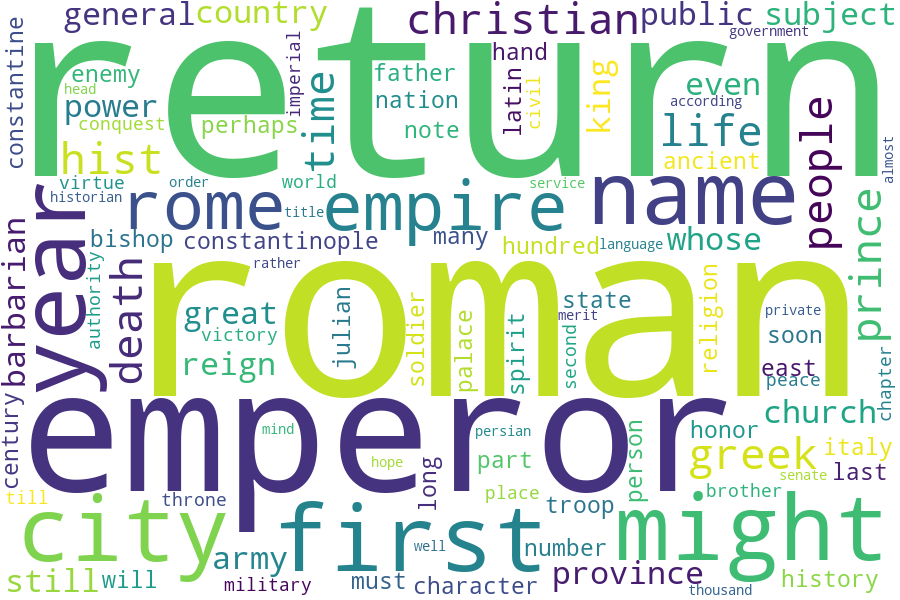 general
country
christian
public
subject
return
government
constantine
enemy
head
power
conquest
perhaps
imperial
time
father
nation
note
hand
latin
civil
king
even
according
life
ancient
people
almost
hist
virtue
historian
order
world
title
service
rome
empire
name
prince
eyear
barbarian
bishop
constantinople
many
hundred
language
whose
authority
death
rather
roman
great
victory
reign
julian
soldier
palace
spirit
state
merit
second
religion
private
soon
east
peace
chapter
century
emperor
mind
hope
persian
part
place
person
honor
church
greek
italy
last
senate
brother
till
throne
long
troop
city
first
might
army
well
number
still
will
military
must
character
province
thousand
history